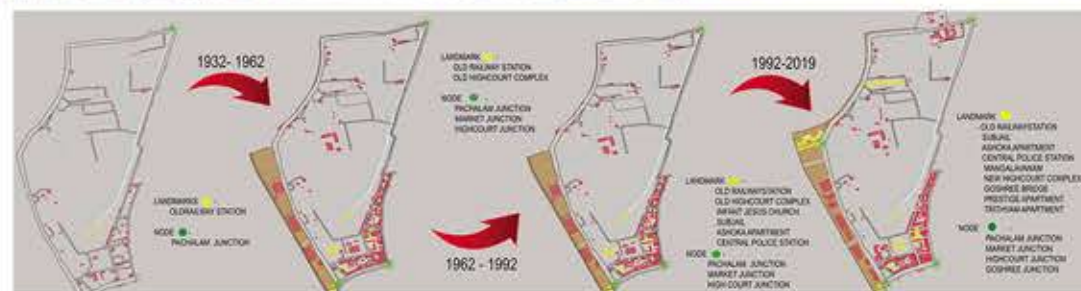 1932- 1962
1992-2019
1962 - 1992
LANDMARKS -
OLDRAILWAY STATION
NODE -
PACHALAM JUNCTION
LANDMARK -
OLD RAILWAY STATION
OLD HIGHCOURT COMPLEX
NODE -
PACHALAM JUNCTION
MARKET JUNCTION
HIGHCOURT JUNCTION
LANDMARK -
OLD RAILWAYSTATION
OLD HIGHCOURT COMPLEX
INFANT JESUS CHURCH
SUBJAIL
ASHOKA APARTMENT
CENTRAL POLICE STATION
NODE -
PACHALAM JUNCTION
MARKET JUNCTION
HIGH COURT JUNCTION
LANDMARK -
OLD RAILWAYSTATION
SUBJAIL
ASHOKA APARTMENT
CENTRAL POLICE STATION
MANGALAVANAM
NEW HIGHCOURT COMPLEX
GOSHREE BRIDGE
PRESTIGE APARTMENT
APARTMENT
NODE -
PACHALAM JUNCTION
MARKET JUNCTION
HIGHCOURT JUNCTION
GOSHREE JUNCTION